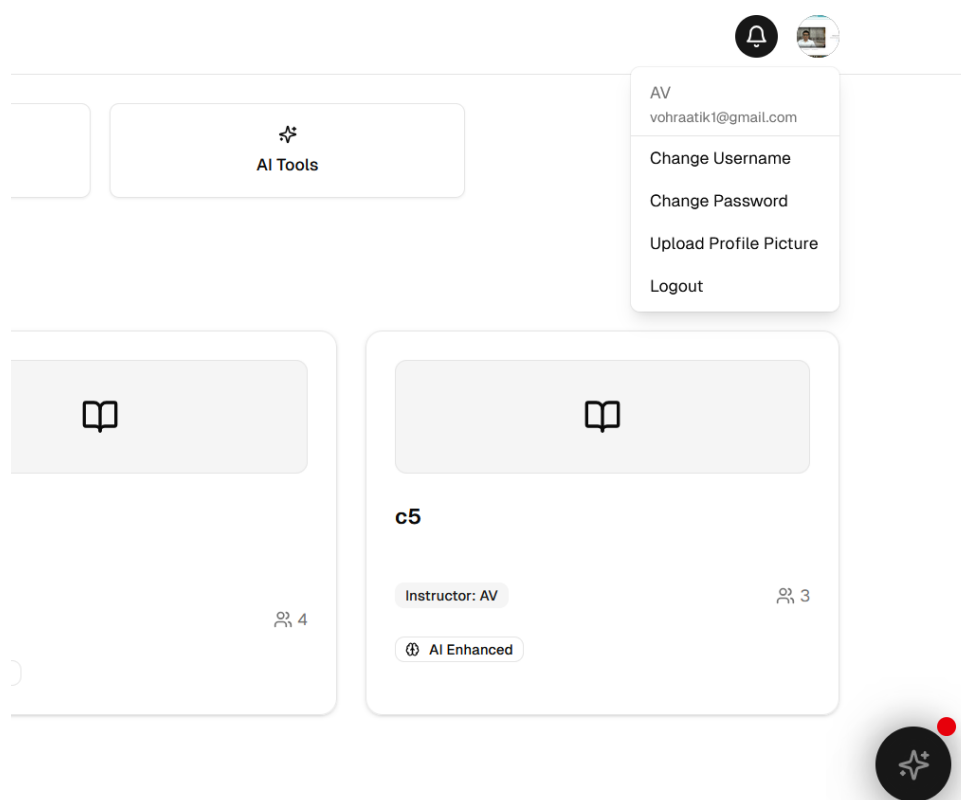 AV
vohraatik1@gmail.com
Change Username
Change Password
Upload Profile Picture
Logout
AI Tools
4
c5
Instructor: AV
3
AI Enhanced